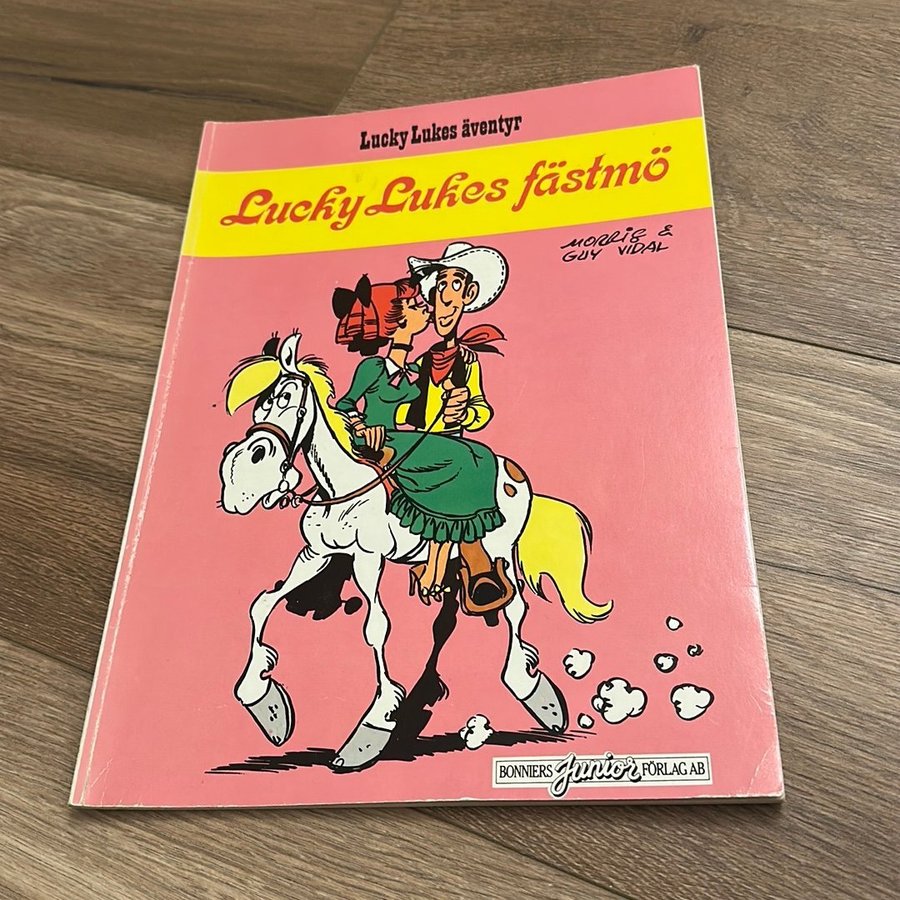 Lucky Lukes äventyr
Lucky Lukes fästmö
MORRIS &
GUY VIDAL
BONNIERS Junior FÖRLAG AB